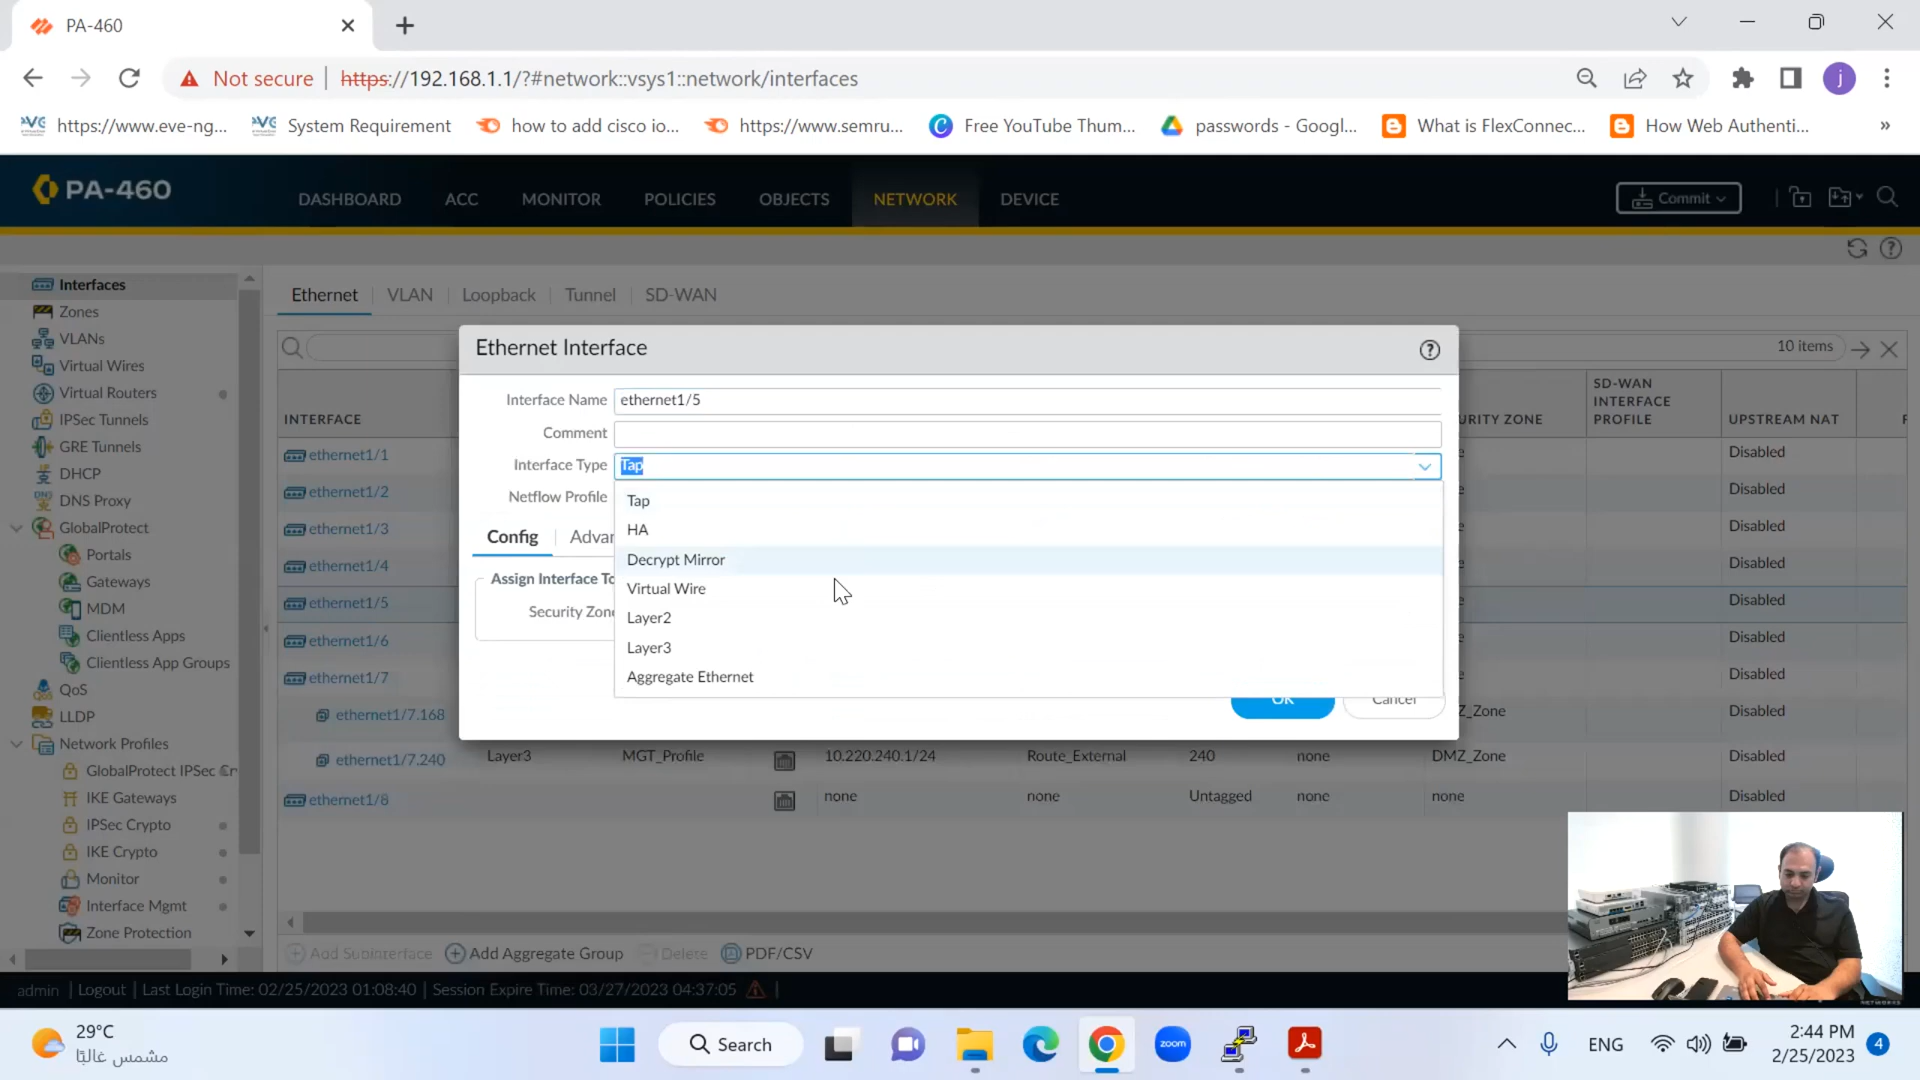 PA-460
Not secure
https://192.168.1.1/?#network::vsys1::network/interfaces
j
https://www.eve-ng...
System Requirement
how to add cisco io...
https://www.semru...
Free YouTube Thum...
passwords - Googl...
What is FlexConnec...
How Web Authenti...
»
PA-460
DASHBOARD
ACC
MONITOR
POLICIES
OBJECTS
NETWORK
DEVICE
Commit
Interfaces
Zones
VLANs
Virtual Wires
Virtual Routers
IPSec Tunnels
GRE Tunnels
DHCP
DNS Proxy
GlobalProtect
Portals
Gateways
MDM
Clientless Apps
Clientless App Groups
QoS
LLDP
Network Profiles
GlobalProtect IPSec Cr
IKE Gateways
IPSec Crypto
IKE Crypto
Monitor
Interface Mgmt
Zone Protection
Ethernet
VLAN
Loopback
Tunnel
SD-WAN
10 items
INTERFACE
URITY ZONE
SD-WAN
INTERFACE
PROFILE
UPSTREAM NAT
ethernet1/1
e
Disabled
ethernet1/2
e
Disabled
ethernet1/3
e
Disabled
ethernet1/4
e
Disabled
ethernet1/5
e
Disabled
ethernet1/6
e
Disabled
ethernet1/7
e
Disabled
ethernet1/7.168
Z_Zone
Disabled
ethernet1/7.240
Layer3
MGT_Profile
10.220.240.1/24
Route_External
240
none
DMZ_Zone
Disabled
ethernet1/8
none
none
Untagged
none
none
Disabled
Ethernet Interface
Interface Name
ethernet1/5
Comment
Interface Type
Tap
Netflow Profile
Tap
HA
Decrypt Mirror
Virtual Wire
Layer2
Layer3
Aggregate Ethernet
Config
Advan
Assign Interface To
Security Zone
OK
Cancel
Add Subinterface
Add Aggregate Group
Delete
PDF/CSV
admin | Logout | Last Login Time: 02/25/2023 01:08:40 | Session Expire Time: 03/27/2023 04:37:05
29°C
مشمس غالبًا
Search
zoom
ENG
2:44 PM
2/25/2023
4